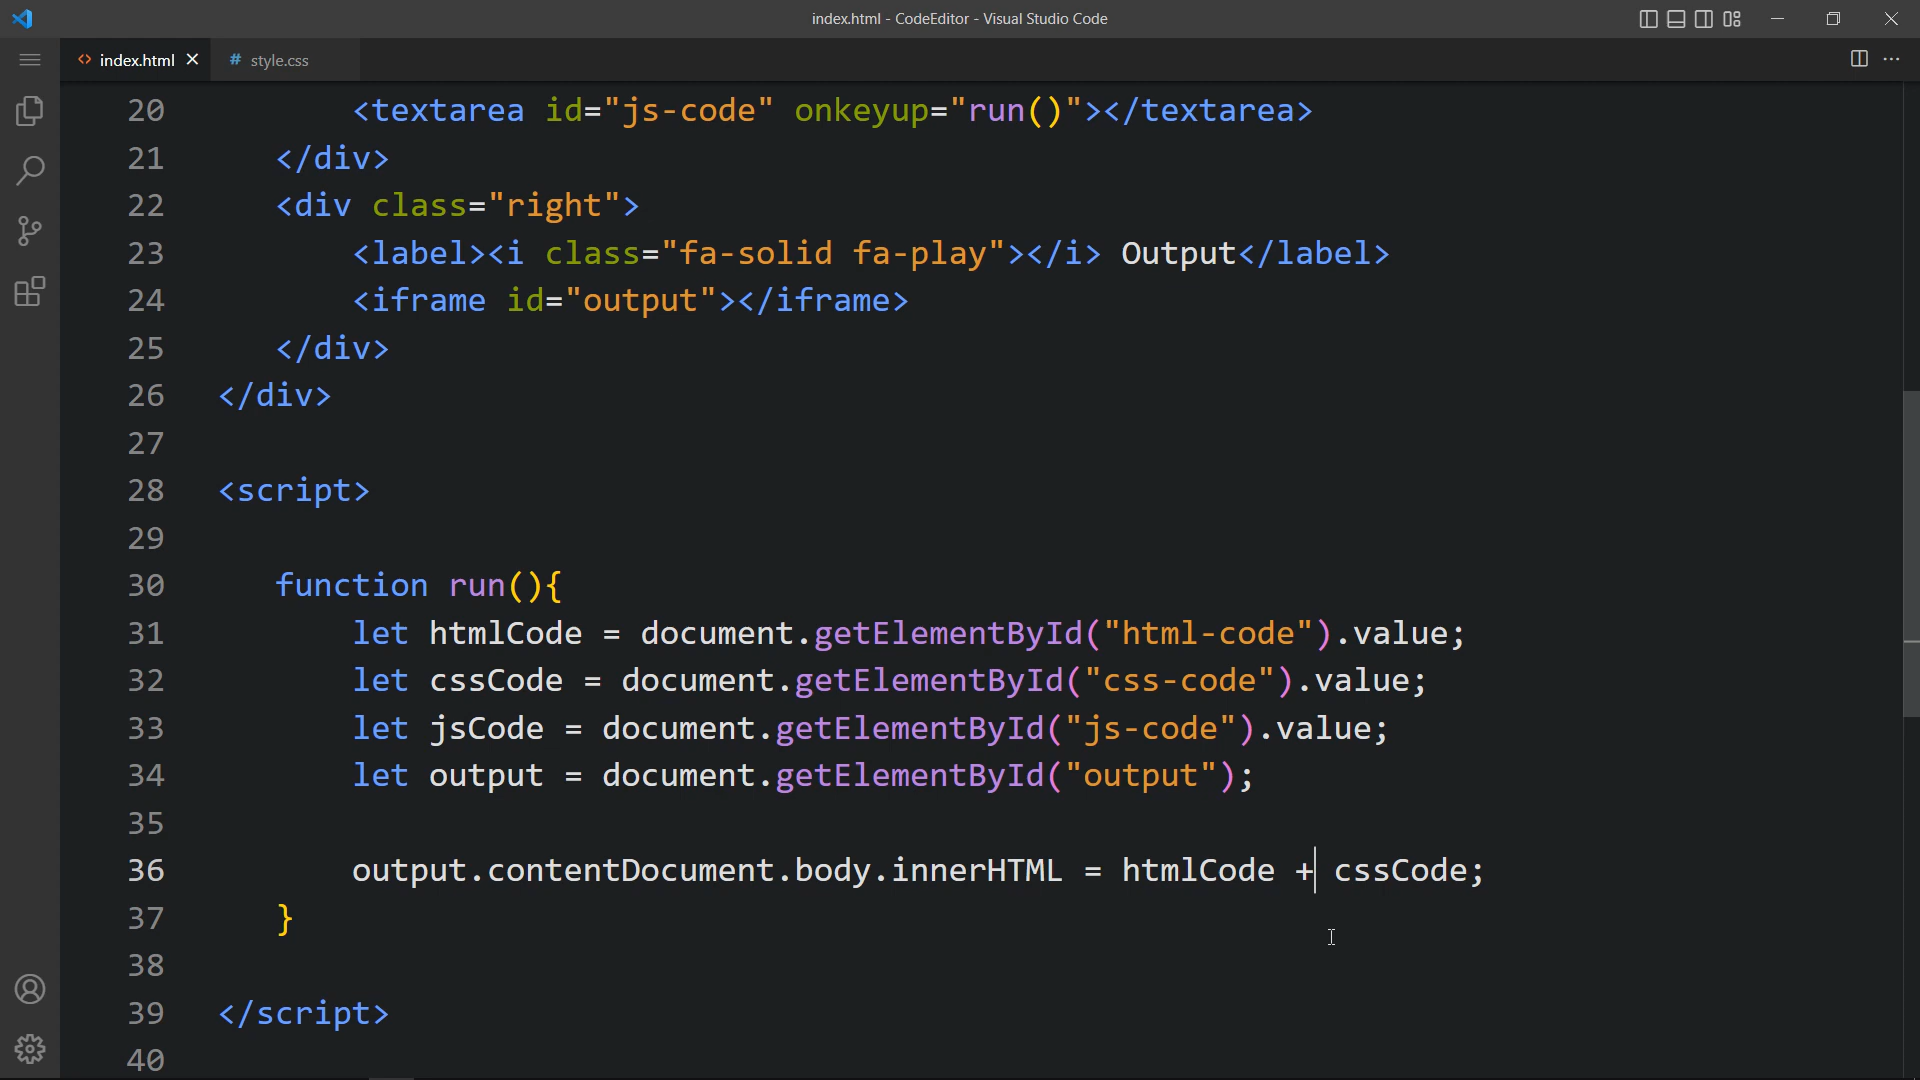 index.html - CodeEditor - Visual Studio Code
<> index.html ✕ # style.css
20 <textarea id="js-code" onkeyup="run()"></textarea>
21 </div>
22 <div class="right">
23 <label><i class="fa-solid fa-play"></i> Output</label>
24 <iframe id="output"></iframe>
25 </div>
26 </div>
27
28 <script>
29
30 function run(){
31 let htmlCode = document.getElementById("html-code").value;
32 let cssCode = document.getElementById("css-code").value;
33 let jsCode = document.getElementById("js-code").value;
34 let output = document.getElementById("output");
35
36 output.contentDocument.body.innerHTML = htmlCode + cssCode;
37 }
38
39 </script>
40